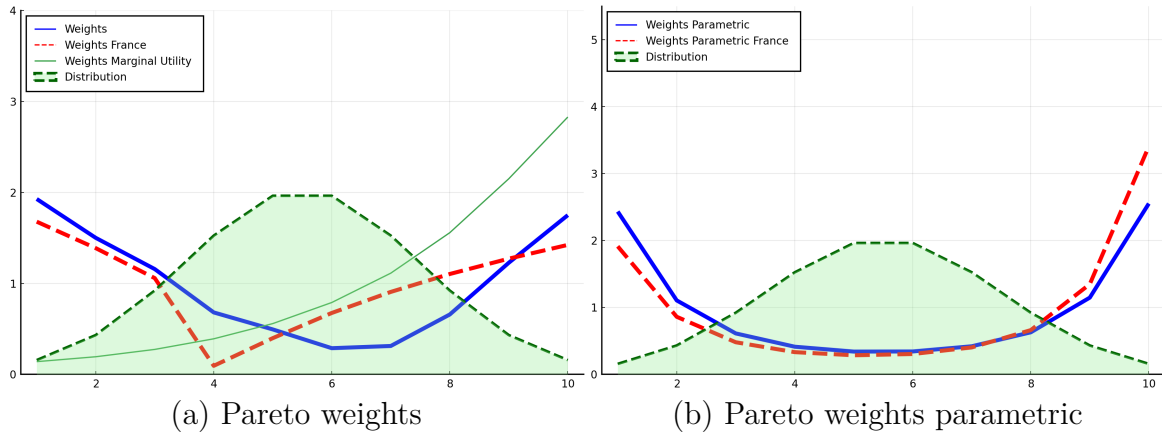 4
3
2
1
0
2
4
6
8
10
Weights
Weights France
Weights Marginal Utility
Distribution
(a) Pareto weights
5
4
3
2
1
0
2
4
6
8
10
Weights Parametric
Weights Parametric France
Distribution
(b) Pareto weights parametric